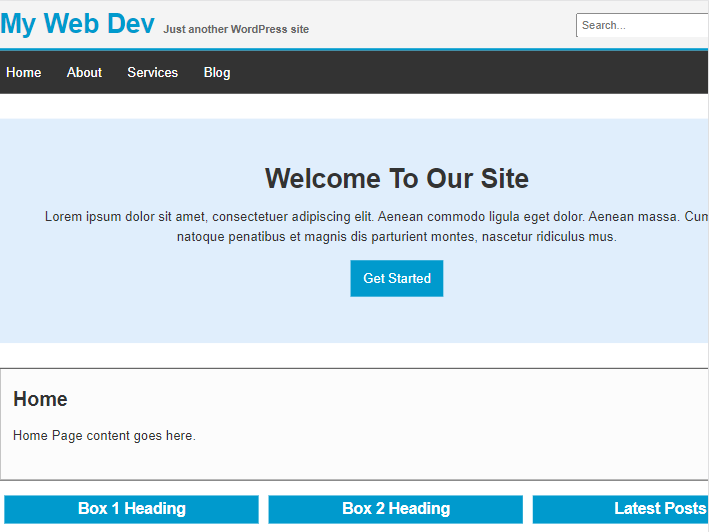 My Web Dev Just another WordPress site Search...
Home About Services Blog
Welcome To Our Site
Lorem ipsum dolor sit amet, consectetuer adipiscing elit. Aenean commodo ligula eget dolor. Aenean massa.
natoque penatibus et magnis dis parturient montes, nascetur ridiculus mus.
Get Started
Home
Home Page content goes here.
Box 1 Heading Box 2 Heading Latest Posts